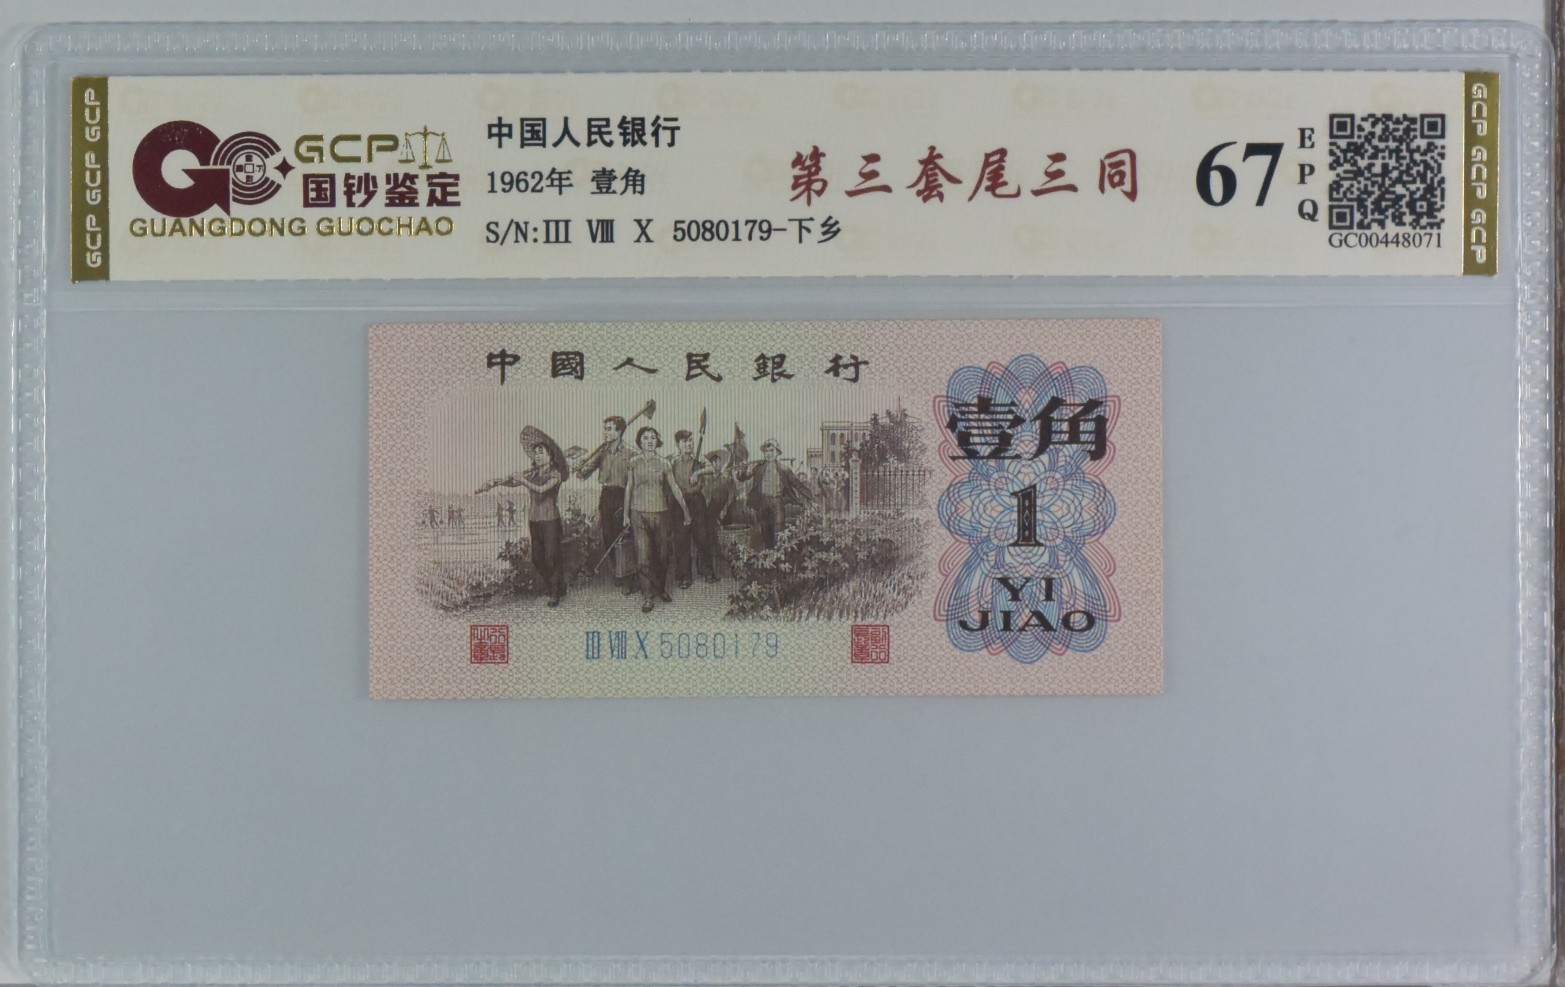 GCP GCP GCP
GCP
国钞鉴定
GUANGDONG GUOCHAO
中国人民银行
1962年 壹角
S/N:III VIII X 5080179-下乡
第三套尾三同
67
EPQ
GC00448071
GCP GCP GCP
中國人民銀行
壹角
1
YI
JIAO
III VIII X 5080179